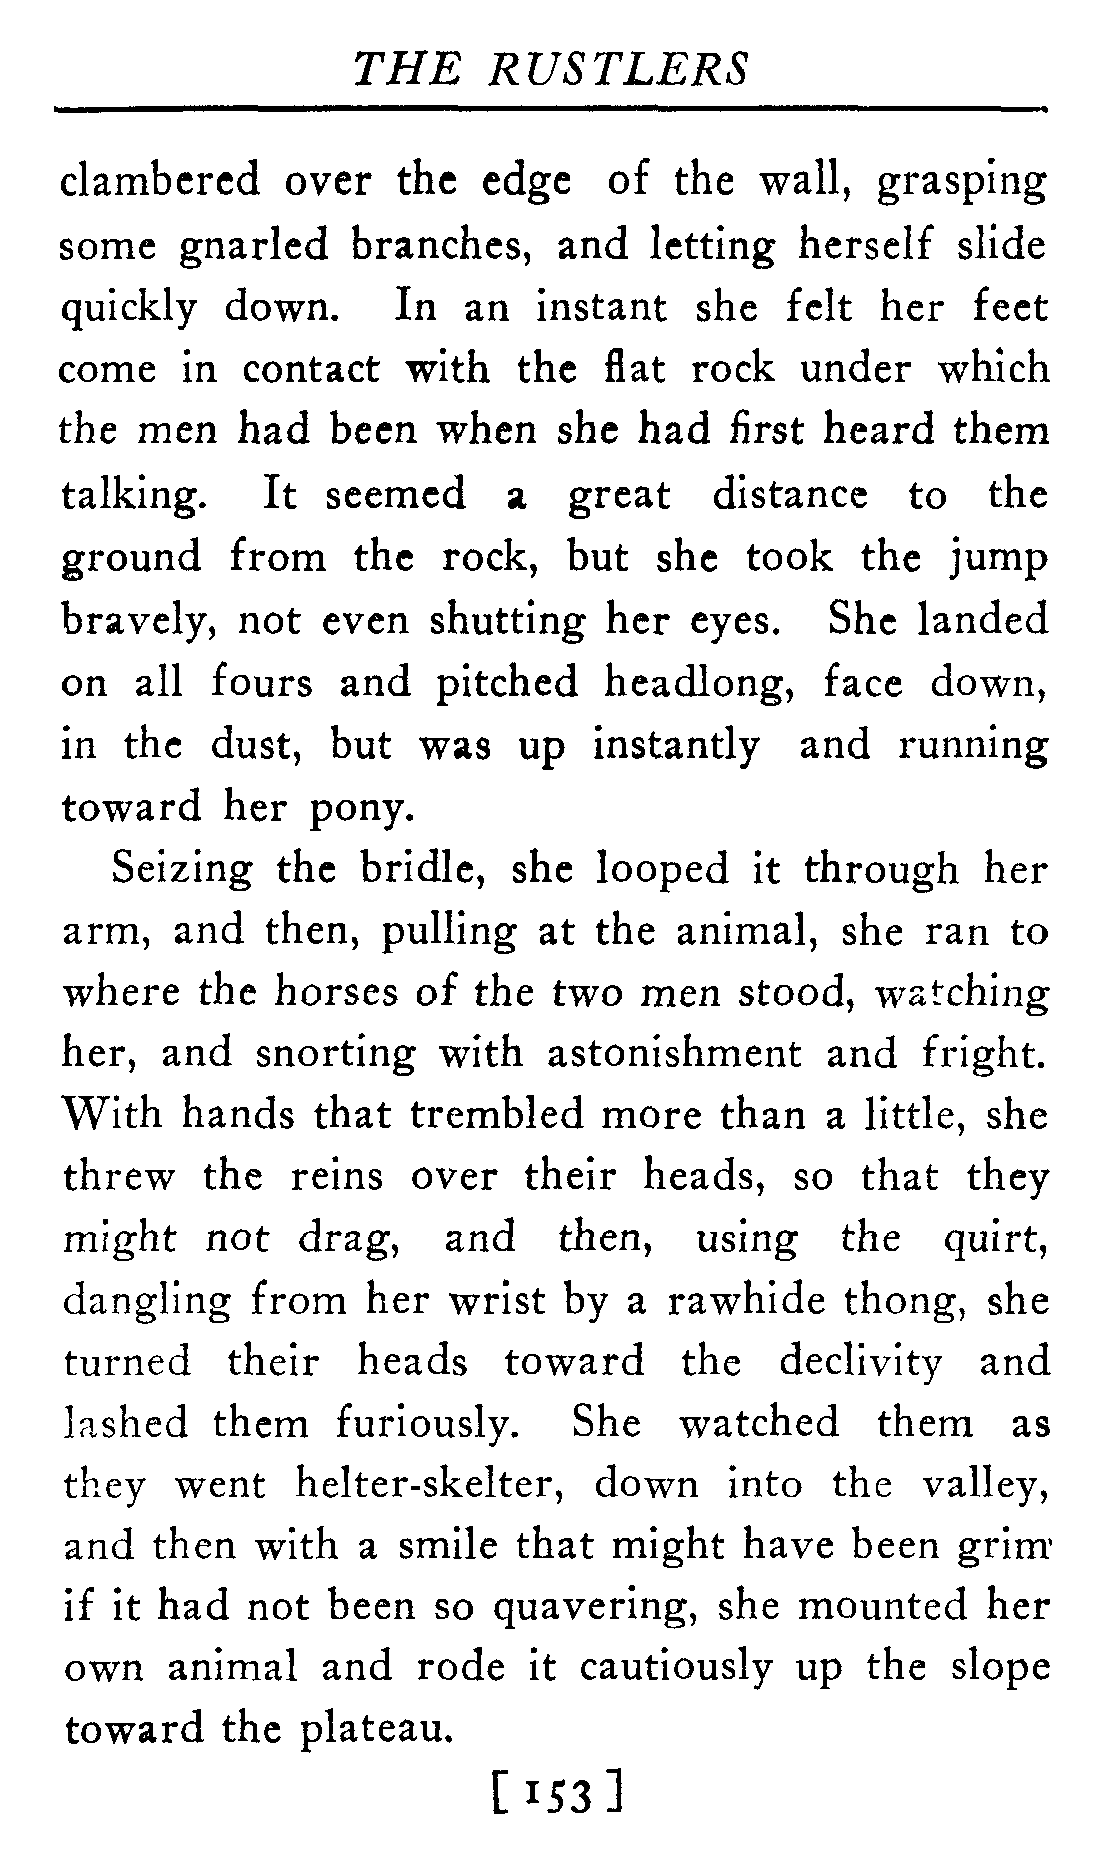 THE RUSTLERS
clambered over the edge of the wall, grasping
some gnarled branches, and letting herself slide
quickly down. In an instant she felt her feet
come in contact with the flat rock under which
the men had been when she had first heard them
talking. It seemed a great distance to the
ground from the rock, but she took the jump
bravely, not even shutting her eyes. She landed
on all fours and pitched headlong, face down,
in the dust, but was up instantly and running
toward her pony.
Seizing the bridle, she looped it through her
arm, and then, pulling at the animal, she ran to
where the horses of the two men stood, watching
her, and snorting with astonishment and fright.
With hands that trembled more than a little, she
threw the reins over their heads, so that they
might not drag, and then, using the quirt,
dangling from her wrist by a rawhide thong, she
turned their heads toward the declivity and
lashed them furiously. She watched them as
they went helter-skelter, down into the valley,
and then with a smile that might have been grim
if it had not been so quavering, she mounted her
own animal and rode it cautiously up the slope
toward the plateau.
[ 153 ]